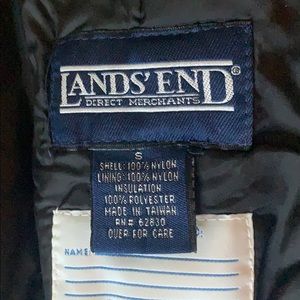 LANDS' END®
DIRECT MERCHANTS
S
SHELL: 100% NYLON
LINING: 100% NYLON
INSULATION
100% POLYESTER
MADE IN TAIWAN
RN# 62830
OVER FOR CARE
NAME: